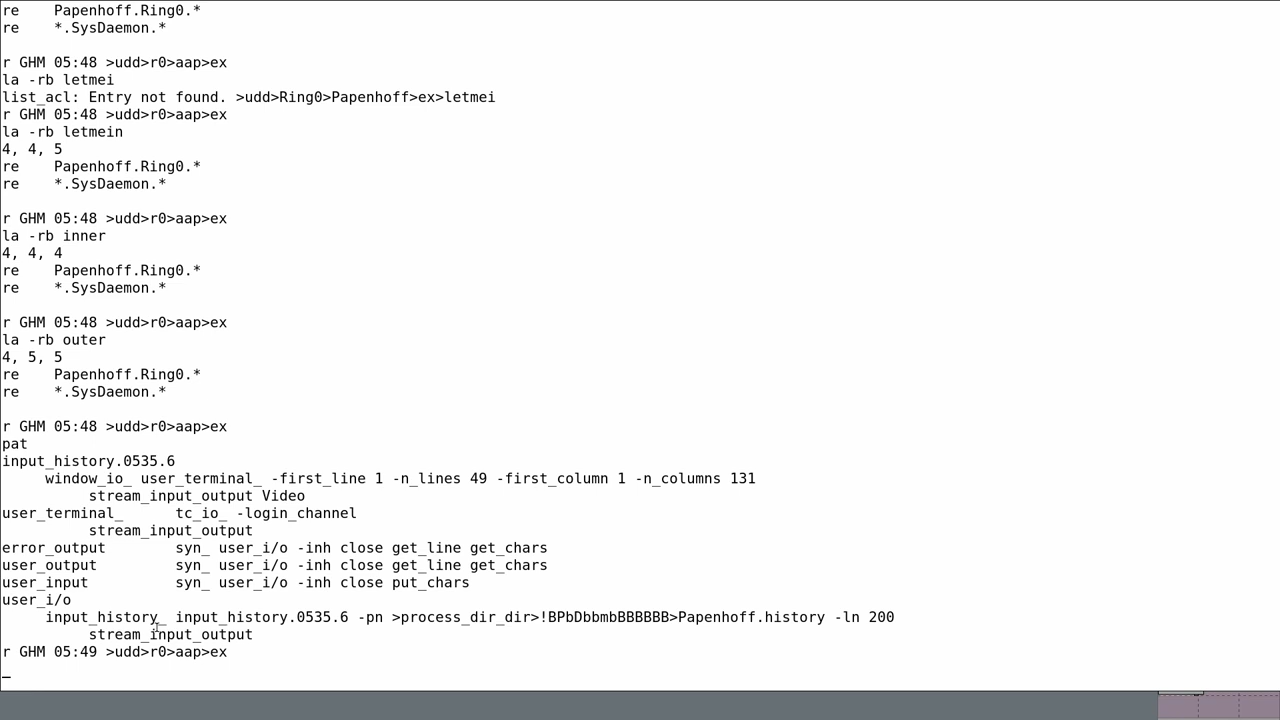 re    Papenhoff.Ring0.*
re    *.SysDaemon.*
r GHM 05:48 >udd>r0>aap>ex
la -rb letmei
list_acl: Entry not found. >udd>Ring0>Papenhoff>ex>letmei
r GHM 05:48 >udd>r0>aap>ex
la -rb letmein
4, 4, 5
re    Papenhoff.Ring0.*
re    *.SysDaemon.*
r GHM 05:48 >udd>r0>aap>ex
la -rb inner
4, 4, 4
re    Papenhoff.Ring0.*
re    *.SysDaemon.*
r GHM 05:48 >udd>r0>aap>ex
la -rb outer
4, 5, 5
re    Papenhoff.Ring0.*
re    *.SysDaemon.*
r GHM 05:48 >udd>r0>aap>ex
pat
input_history.0535.6
     window_io_ user_terminal_ -first_line 1 -n_lines 49 -first_column 1 -n_columns 131
          stream_input_output Video
user_terminal_      tc_io_ -login_channel
          stream_input_output
error_output        syn_ user_i/o -inh close get_line get_chars
user_output         syn_ user_i/o -inh close get_line get_chars
user_input          syn_ user_i/o -inh close put_chars
user_i/o
     input_history_ input_history.0535.6 -pn >process_dir_dir>!BPbDbbmbBBBBBB>Papenhoff.history -ln 200
          stream_input_output
r GHM 05:49 >udd>r0>aap>ex